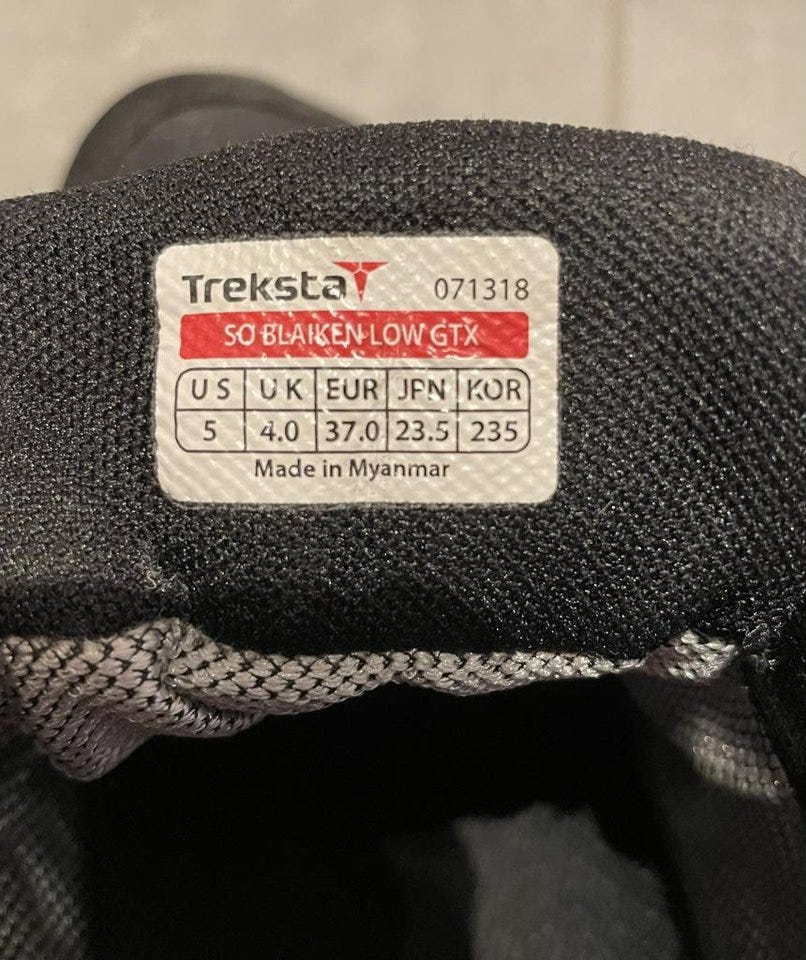 Treksta 071318
SO BLAIKEN LOW GTX
US UK EUR JPN KOR
5 4.0 37.0 23.5 235
Made in Myanmar